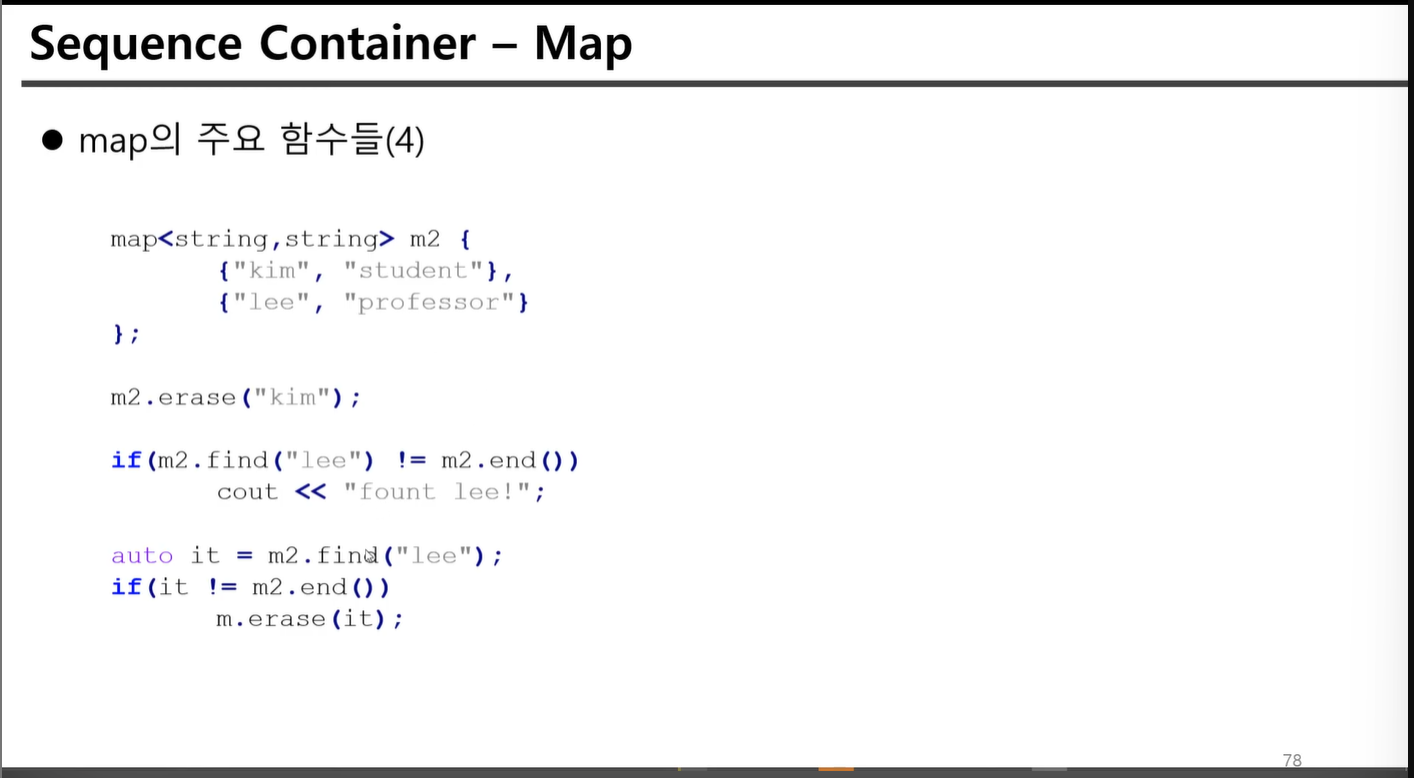 Sequence Container – Map
● map의 주요 함수들(4)
map<string,string> m2 {
{"kim", "student"},
{"lee", "professor"}
};
m2.erase("kim");
if(m2.find("lee") != m2.end())
cout << "fount lee!";
auto it = m2.find("lee");
if(it != m2.end())
m.erase(it);
78